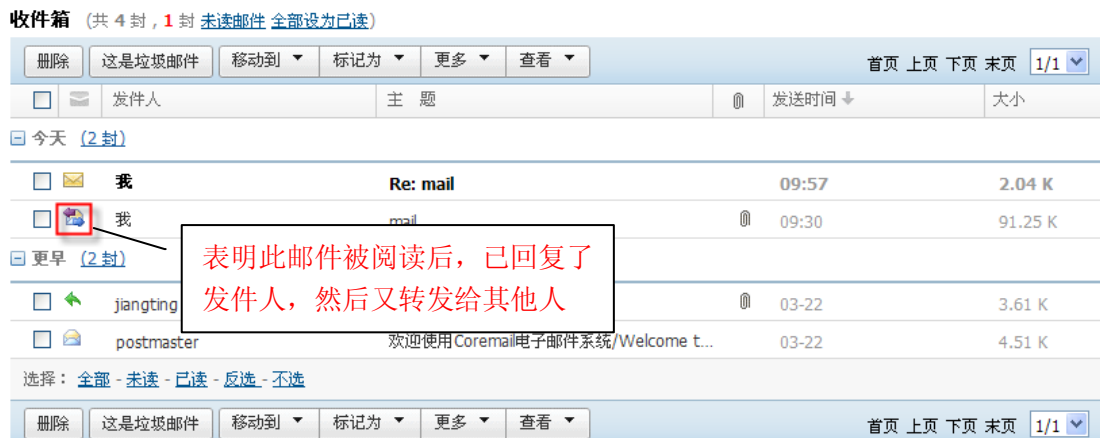 收件箱 (共 4 封，1 封 未读邮件 全部设为已读)
删除 这是垃圾邮件 移动到 标记为 更多 查看 首页 上页 下页 末页 1/1
发件人 主 题 发送时间 大小
今天 (2 封)
我 Re: mail 09:57 2.04 K
我 mail 09:30 91.25 K
更早 (2 封)
表明此邮件被阅读后，已回复了
发件人，然后又转发给其他人
jiangting 03-22 3.61 K
postmaster 欢迎使用Coremail电子邮件系统/Welcome t... 03-22 4.51 K
选择： 全部 - 未读 - 已读 - 反选 - 不选
删除 这是垃圾邮件 移动到 标记为 更多 查看 首页 上页 下页 末页 1/1